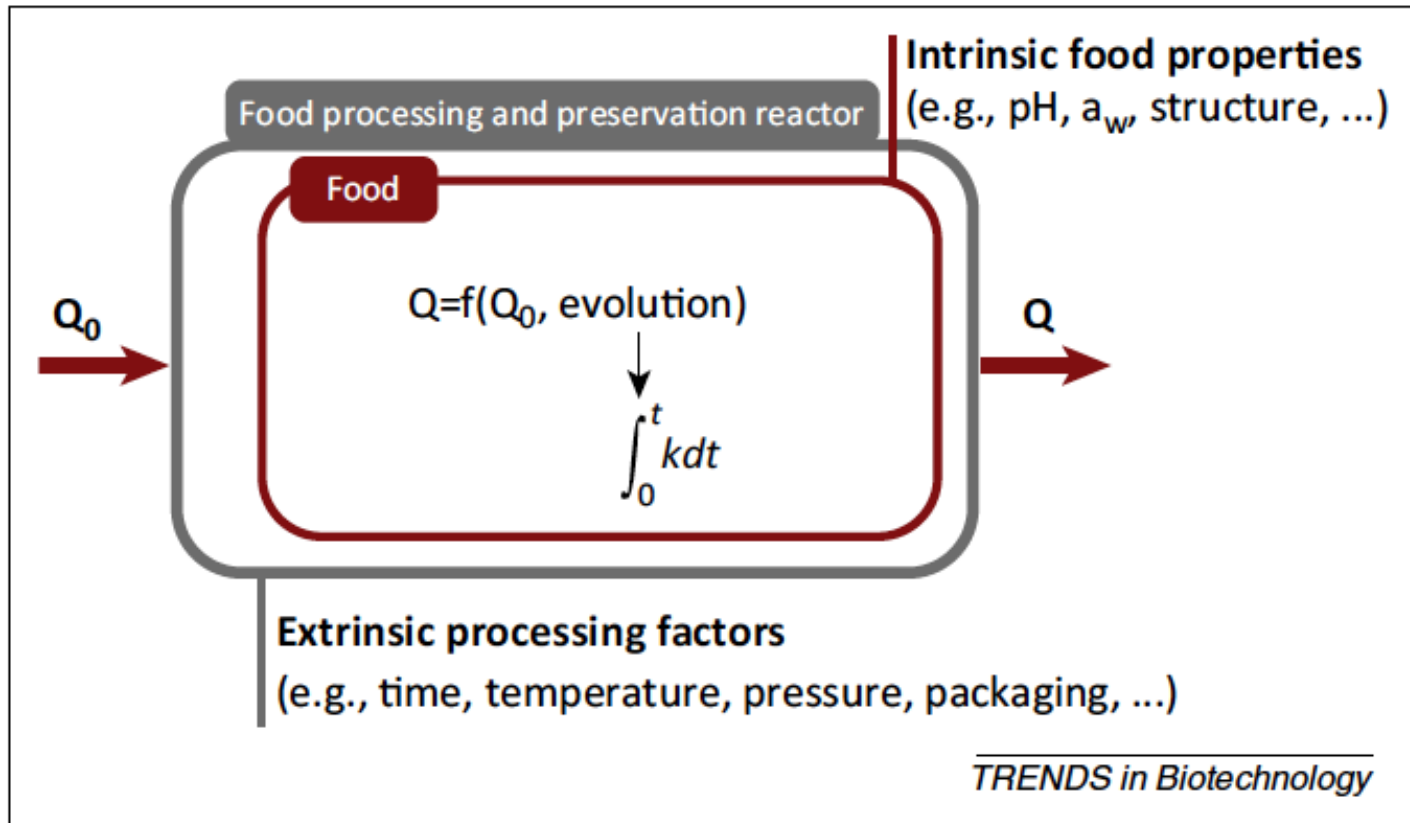 Intrinsic food properties
(e.g., pH, a_w, structure, ...)
Food processing and preservation reactor
Food
Q=f(Q₀, evolution)
Q₀
Q
∫₀ᵗ kdt
Extrinsic processing factors
(e.g., time, temperature, pressure, packaging, ...)
TRENDS in Biotechnology